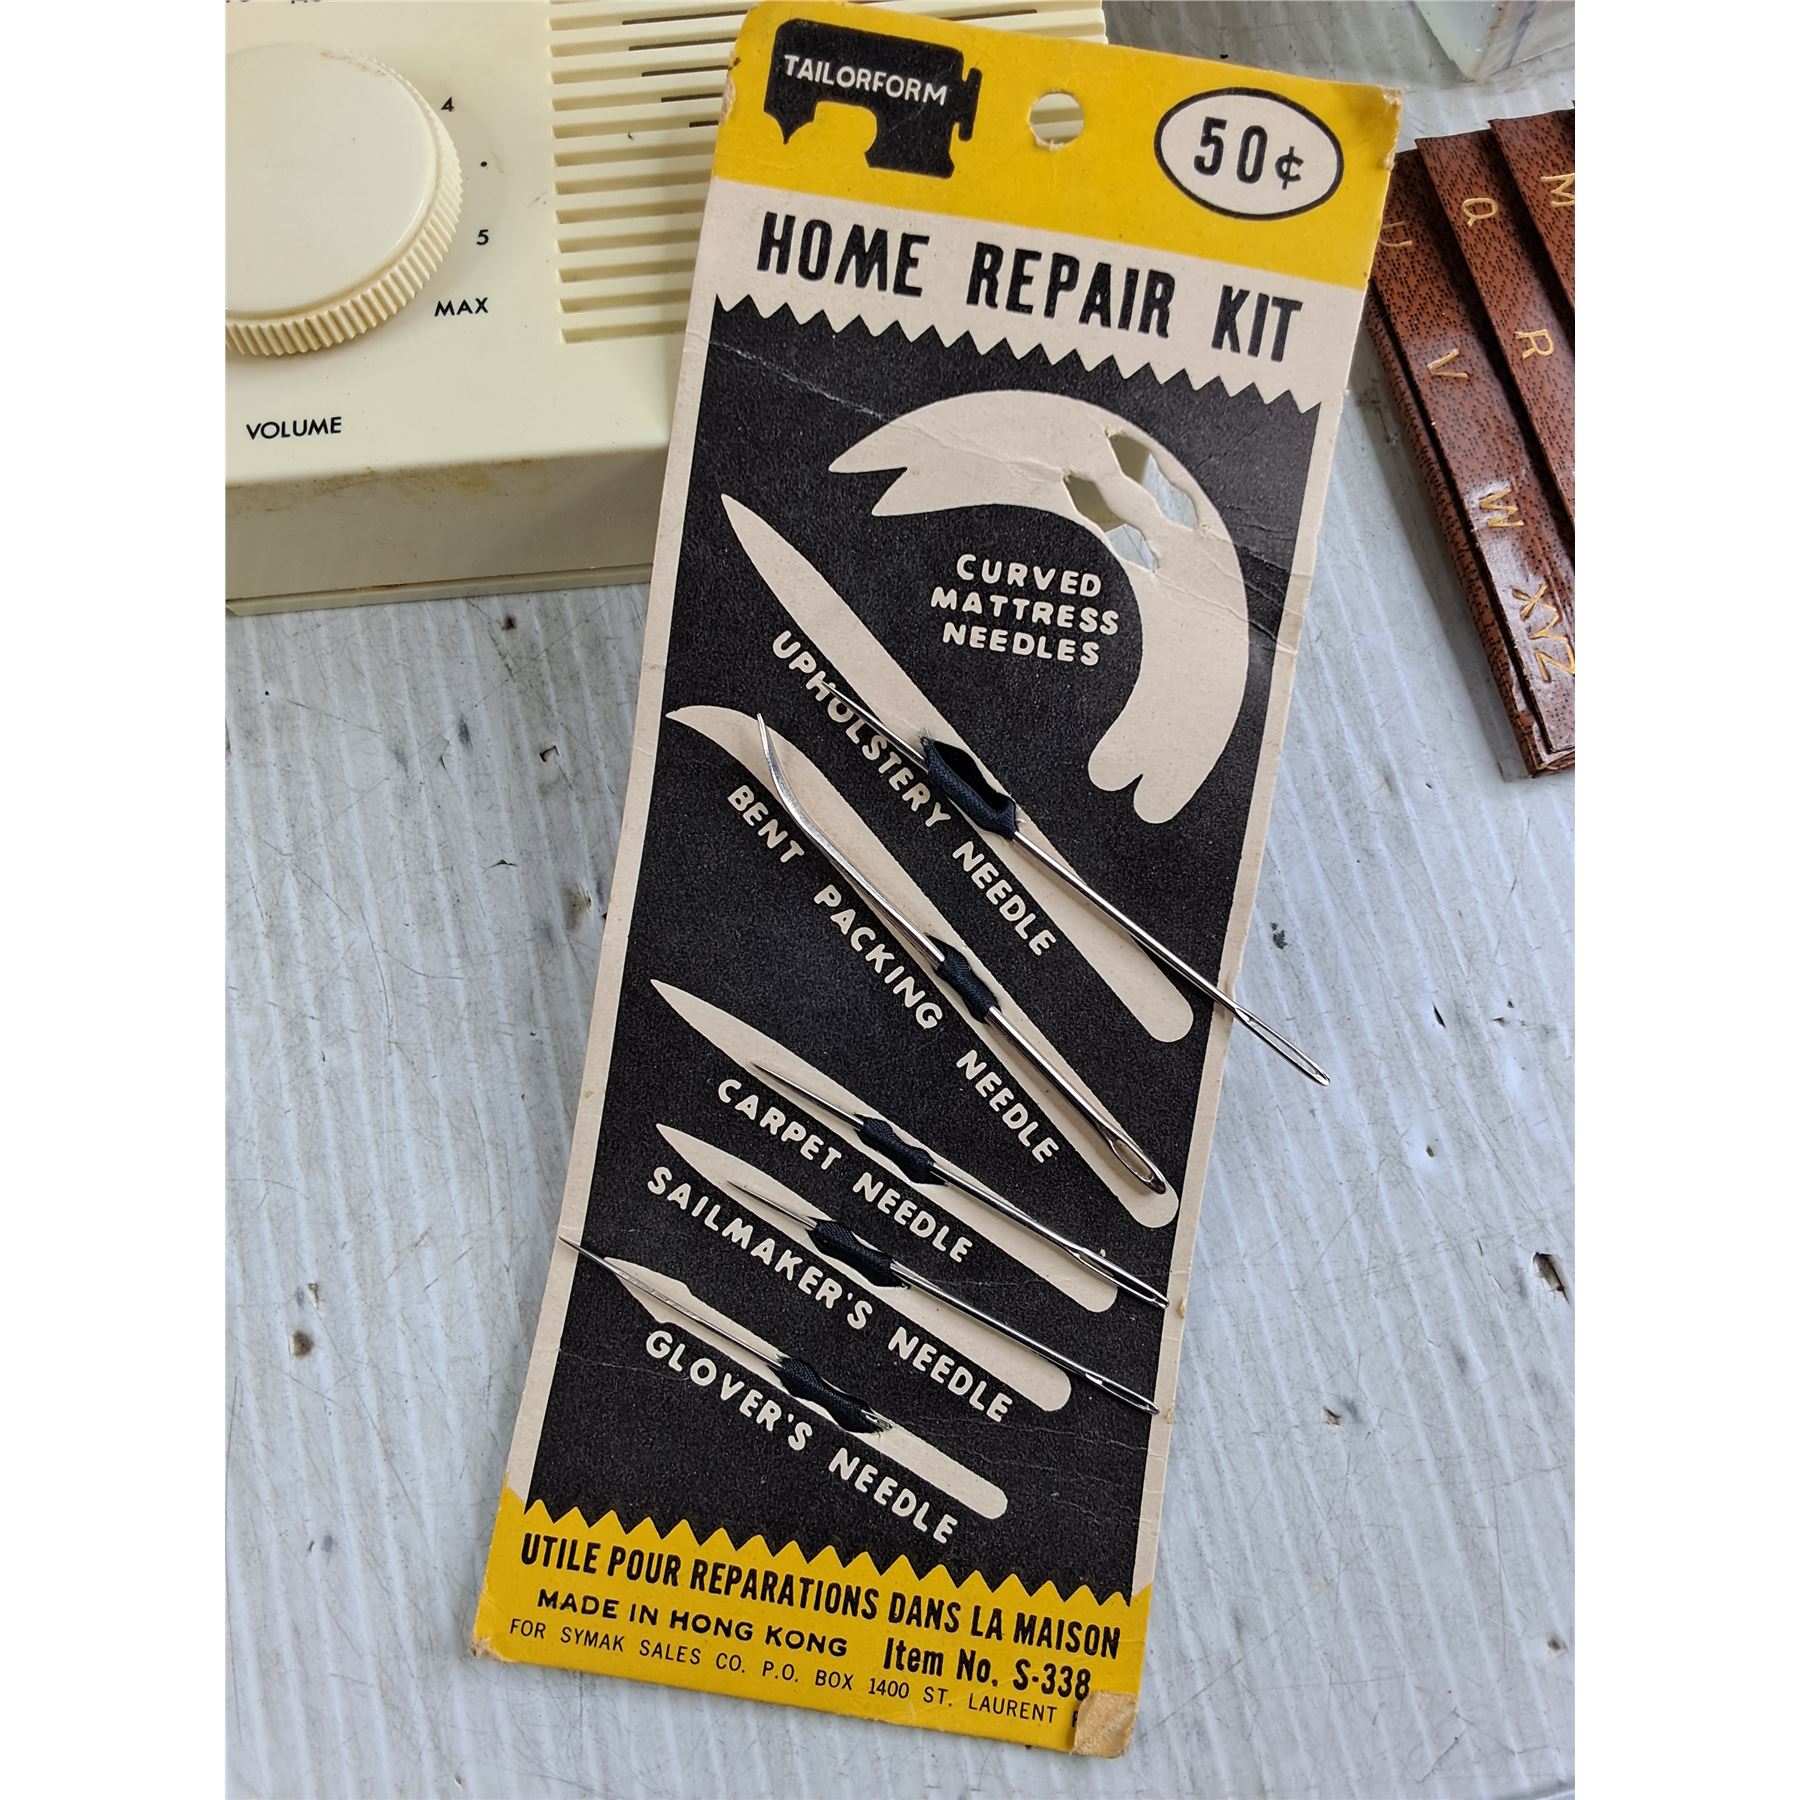 TAILORFORM
50¢
HOME REPAIR KIT
CURVED
MATTRESS
NEEDLES
UPHOLSTERY NEEDLE
BENT PACKING NEEDLE
CARPET NEEDLE
SAILMAKER'S NEEDLE
GLOVER'S NEEDLE
UTILE POUR REPARATIONS DANS LA MAISON
MADE IN HONG KONG
Item No. S-338
FOR SYMAK SALES CO. P.O. BOX 1400 ST. LAURENT
4
5
MAX
VOLUME
U
V
W
XYZ
Q
R
M